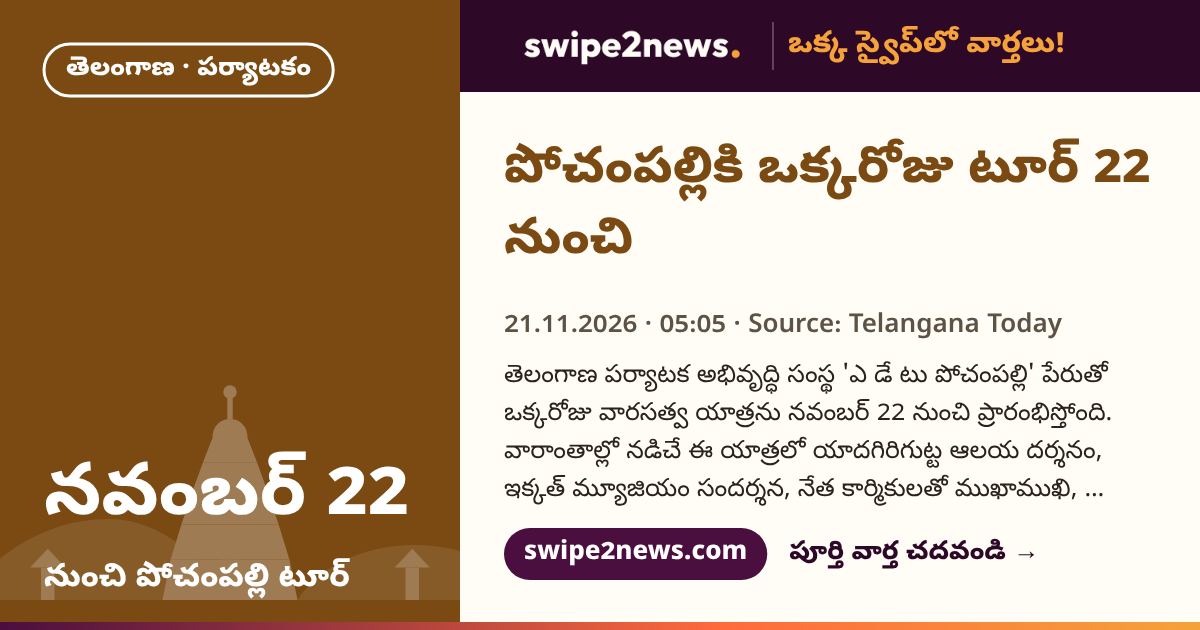 తెలంగాణ · పర్యాటకం
నవంబర్ 22
నుంచి పోచంపల్లి టూర్
swipe2news.
ఒక్క స్వైప్‌లో వార్తలు!
పోచంపల్లికి ఒక్కరోజు టూర్ 22
నుంచి
21.11.2026 · 05:05 · Source: Telangana Today
తెలంగాణ పర్యాటక అభివృద్ధి సంస్థ 'ఎ డే టు పోచంపల్లి' పేరుతో
ఒక్కరోజు వారసత్వ యాత్రను నవంబర్ 22 నుంచి ప్రారంభిస్తోంది.
వారాంతాల్లో నడిచే ఈ యాత్రలో యాదగిరిగుట్ట ఆలయ దర్శనం,
ఇక్కత్ మ్యూజియం సందర్శన, నేత కార్మికులతో ముఖాముఖి, ...
swipe2news.com
పూర్తి వార్త చదవండి →